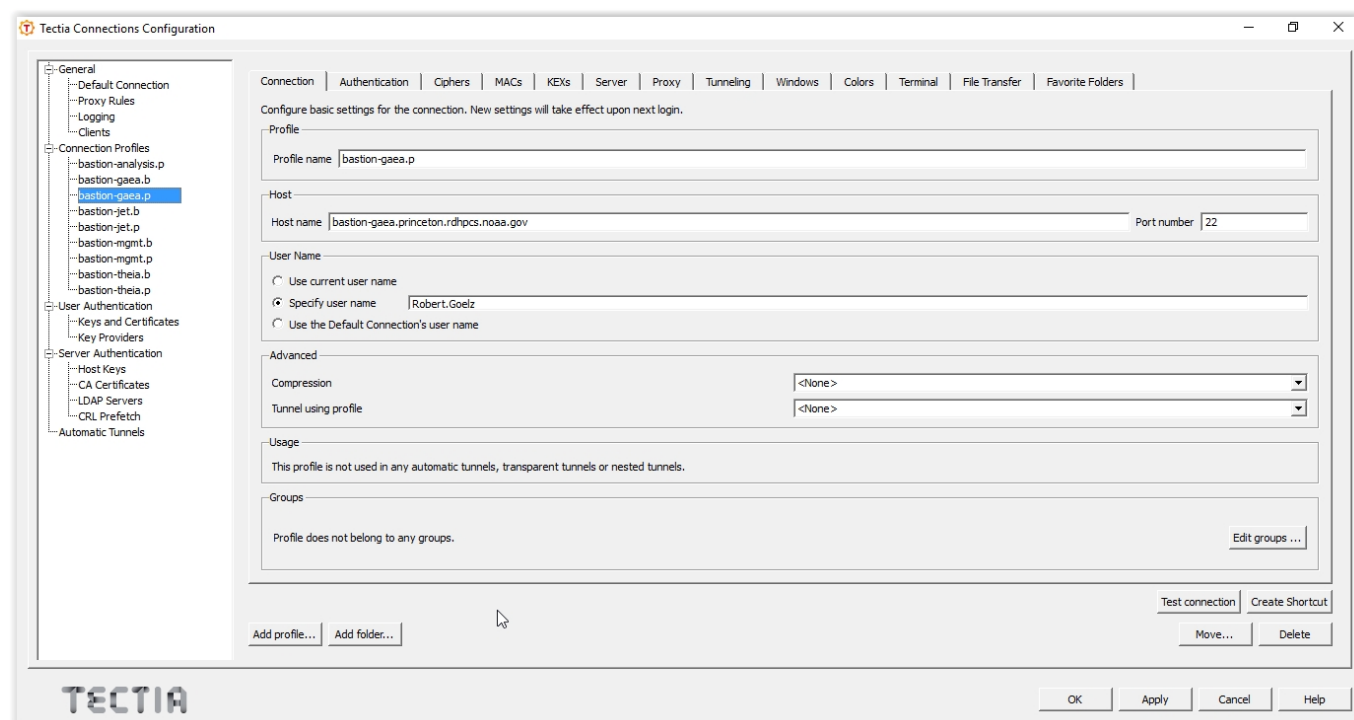 Tectia Connections Configuration
General
Default Connection
Proxy Rules
Logging
Clients
Connection Profiles
bastion-analysis.p
bastion-gaea.b
bastion-gaea.p
bastion-jet.b
bastion-jet.p
bastion-mgmt.b
bastion-mgmt.p
bastion-theia.b
bastion-theia.p
User Authentication
Keys and Certificates
Key Providers
Server Authentication
Host Keys
CA Certificates
LDAP Servers
CRL Prefetch
Automatic Tunnels
Connection Authentication Ciphers MACs KEXs Server Proxy Tunneling Windows Colors Terminal File Transfer Favorite Folders
Configure basic settings for the connection. New settings will take effect upon next login.
Profile
Profile name bastion-gaea.p
Host
Host name bastion-gaea.princeton.rdhpcs.noaa.gov Port number 22
User Name
Use current user name
Specify user name Robert.Goelz
Use the Default Connection's user name
Advanced
Compression <None>
Tunnel using profile <None>
Usage
This profile is not used in any automatic tunnels, transparent tunnels or nested tunnels.
Groups
Profile does not belong to any groups. Edit groups ...
Test connection Create Shortcut
Add profile... Add folder... Move... Delete
TECTIA
OK Apply Cancel Help